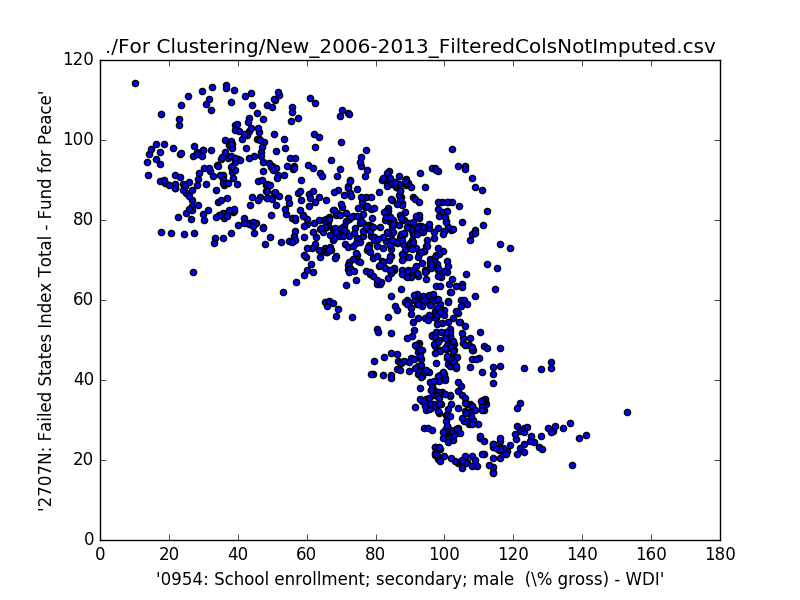 ./For Clustering/New_2006-2013_FilteredColsNotImputed.csv
120
100
80
60
40
20
0
'2707N: Failed States Index Total - Fund for Peace'
0 20 40 60 80 100 120 140 160 180
'0954: School enrollment; secondary; male  (\% gross) - WDI'